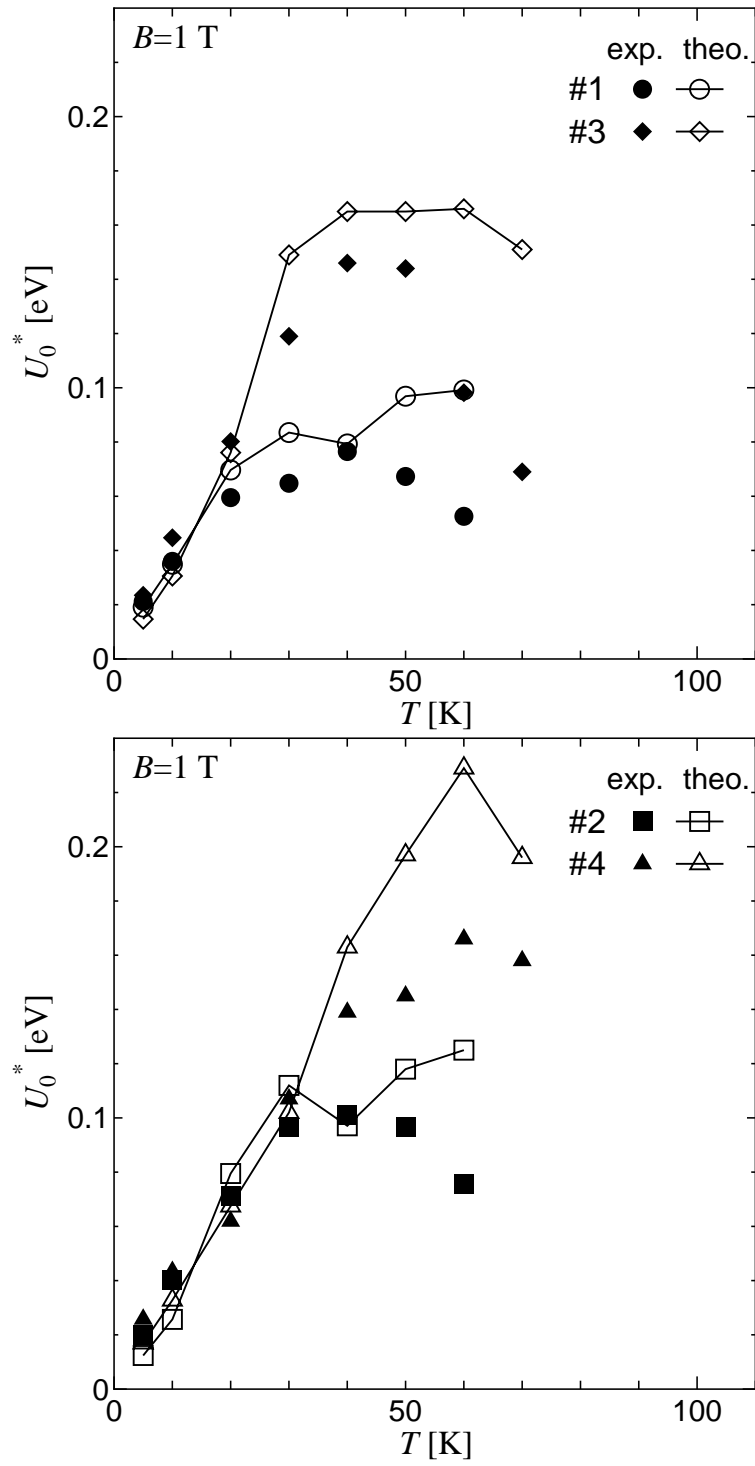 B=1 T
exp. theo.
#1
#3
0.2
0.1
0
U₀* [eV]
0 50 100
T [K]
B=1 T
exp. theo.
#2
#4
0.2
0.1
0
U₀* [eV]
0 50 100
T [K]